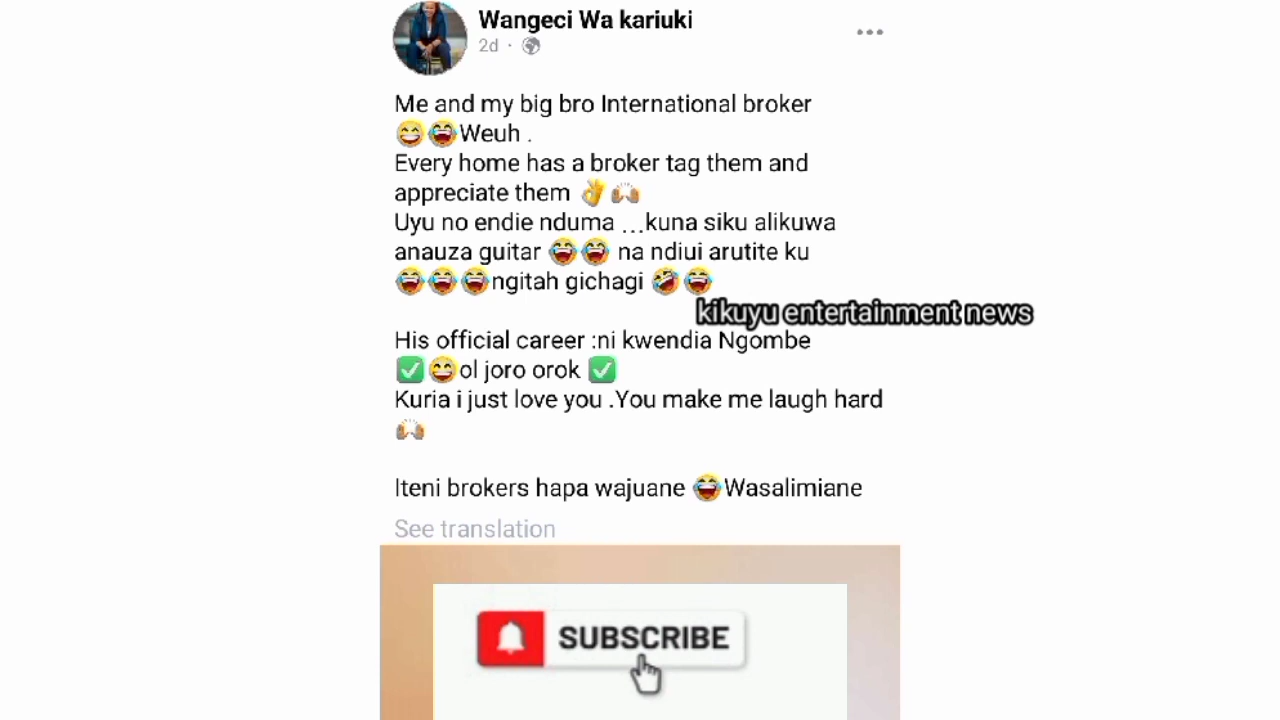 Wangeci Wa kariuki
2d ·
Me and my big bro International broker
😁😂Weuh .
Every home has a broker tag them and
appreciate them 👌🙌🏽
Uyu no endie nduma ...kuna siku alikuwa
anauza guitar 😂😂 na ndiui arutite ku
😂😂😂ngitah gichagi 🤣😂
kikuyu entertainment news
His official career :ni kwendia Ngombe
✅😄ol joro orok ✅
Kuria i just love you .You make me laugh hard
🙌🏽
Iteni brokers hapa wajuane 😂Wasalimiane
See translation
SUBSCRIBE